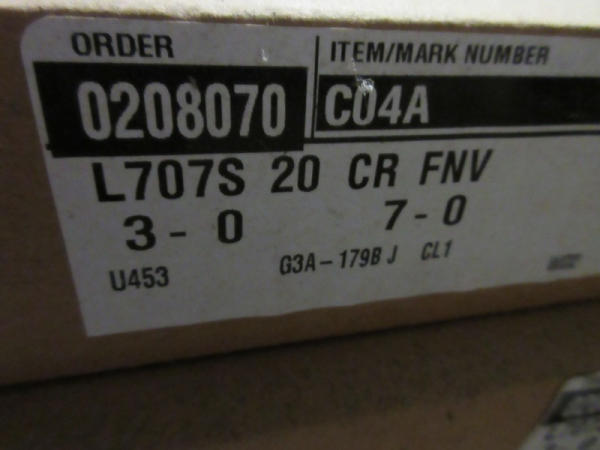 ORDER ITEM/MARK NUMBER
0208070 C04A
L707S 20 CR FNV
3 - 0 7 - 0
U453 G3A - 179B J CL1